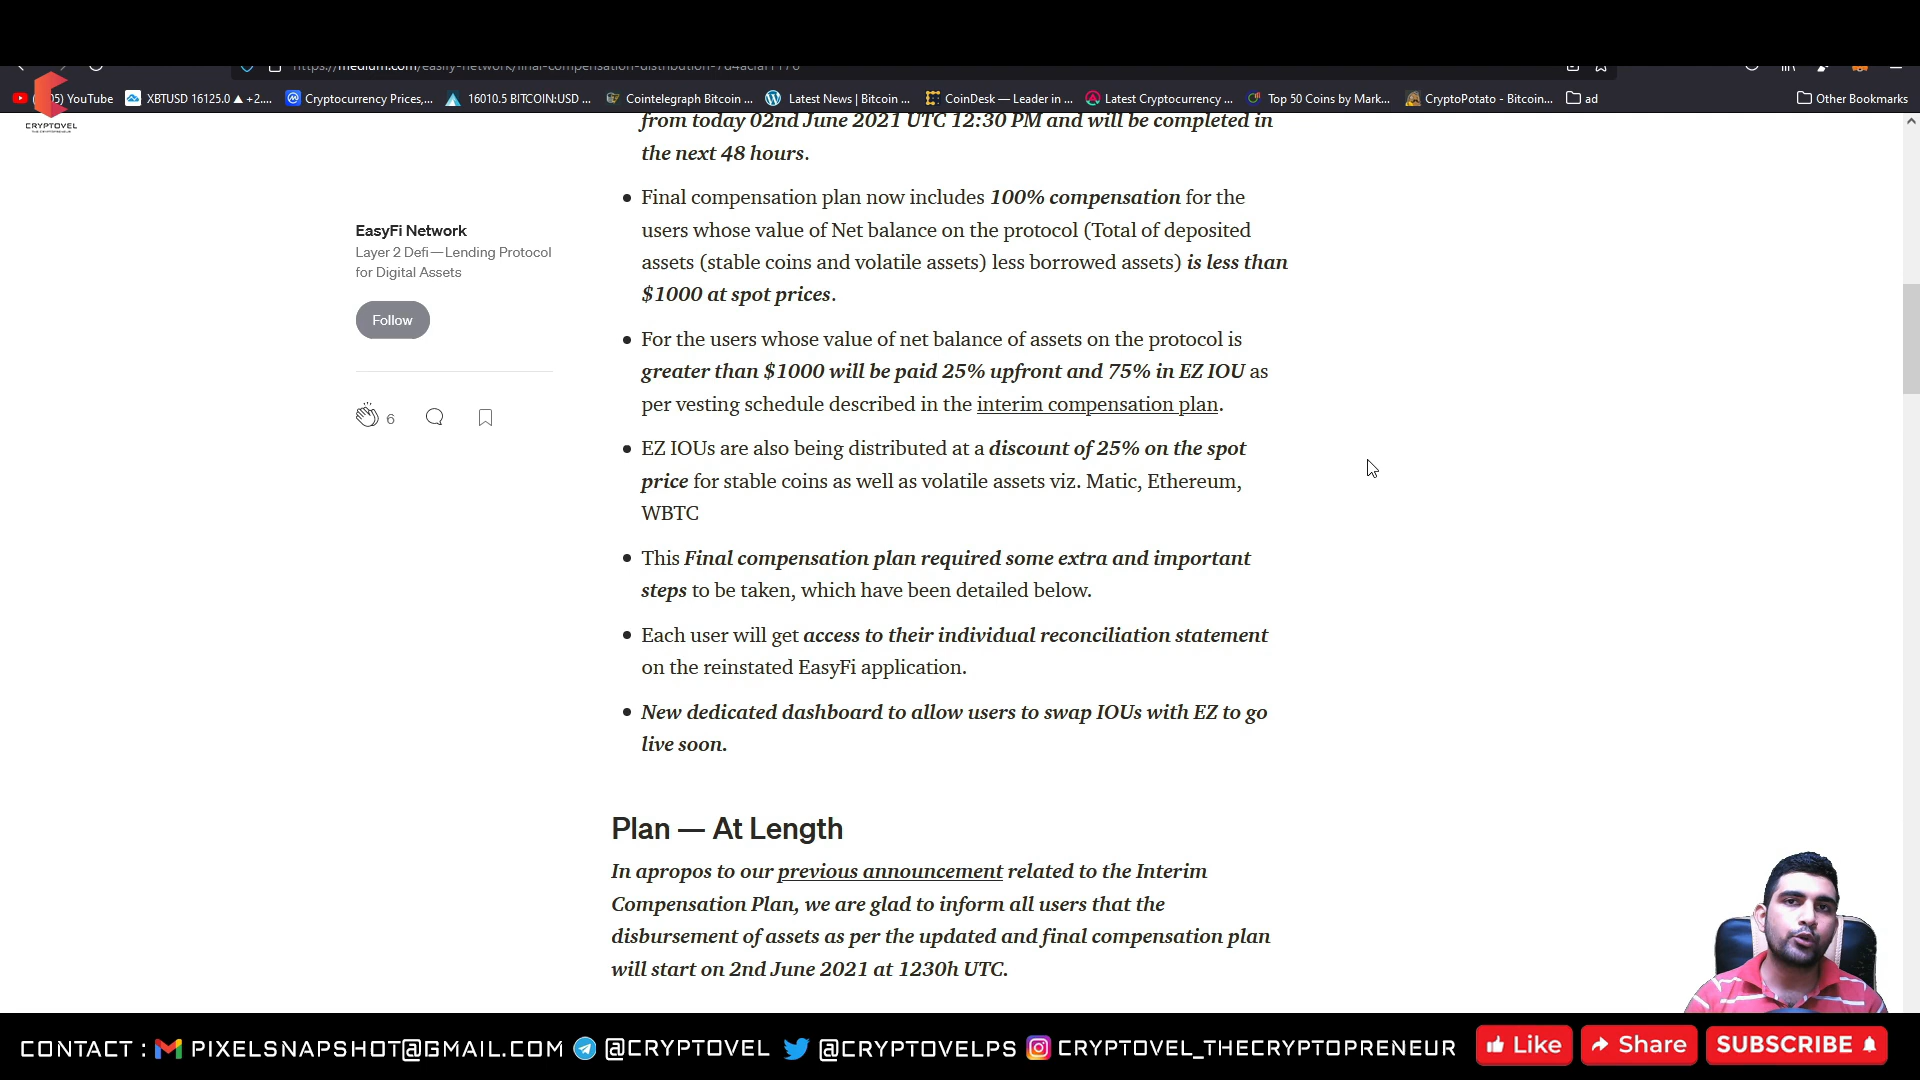 https://medium.com/easify-network/final-compensation-distribution-
YouTube
XBTUSD 16125.0 ▲ +2....
Cryptocurrency Prices,...
16010.5 BITCOIN:USD ...
Cointelegraph Bitcoin ...
Latest News | Bitcoin ...
CoinDesk — Leader in ...
Latest Cryptocurrency ...
Top 50 Coins by Mark...
CryptoPotato - Bitcoin...
ad
Other Bookmarks
CRYPTOVEL
from today 02nd June 2021 UTC 12:30 PM and will be completed in
the next 48 hours.
• Final compensation plan now includes 100% compensation for the
users whose value of Net balance on the protocol (Total of deposited
assets (stable coins and volatile assets) less borrowed assets) is less than
$1000 at spot prices.
EasyFi Network
Layer 2 Defi — Lending Protocol
for Digital Assets
Follow
6
• For the users whose value of net balance of assets on the protocol is
greater than $1000 will be paid 25% upfront and 75% in EZ IOU as
per vesting schedule described in the interim compensation plan.
• EZ IOUs are also being distributed at a discount of 25% on the spot
price for stable coins as well as volatile assets viz. Matic, Ethereum,
WBTC
• This Final compensation plan required some extra and important
steps to be taken, which have been detailed below.
• Each user will get access to their individual reconciliation statement
on the reinstated EasyFi application.
• New dedicated dashboard to allow users to swap IOUs with EZ to go
live soon.
Plan — At Length
In apropos to our previous announcement related to the Interim
Compensation Plan, we are glad to inform all users that the
disbursement of assets as per the updated and final compensation plan
will start on 2nd June 2021 at 1230h UTC.
CONTACT : PIXELSNAPSHOT@GMAIL.COM @CRYPTOVEL @CRYPTOVELPS CRYPTOVEL_THECRYPTOPRENEUR Like Share SUBSCRIBE